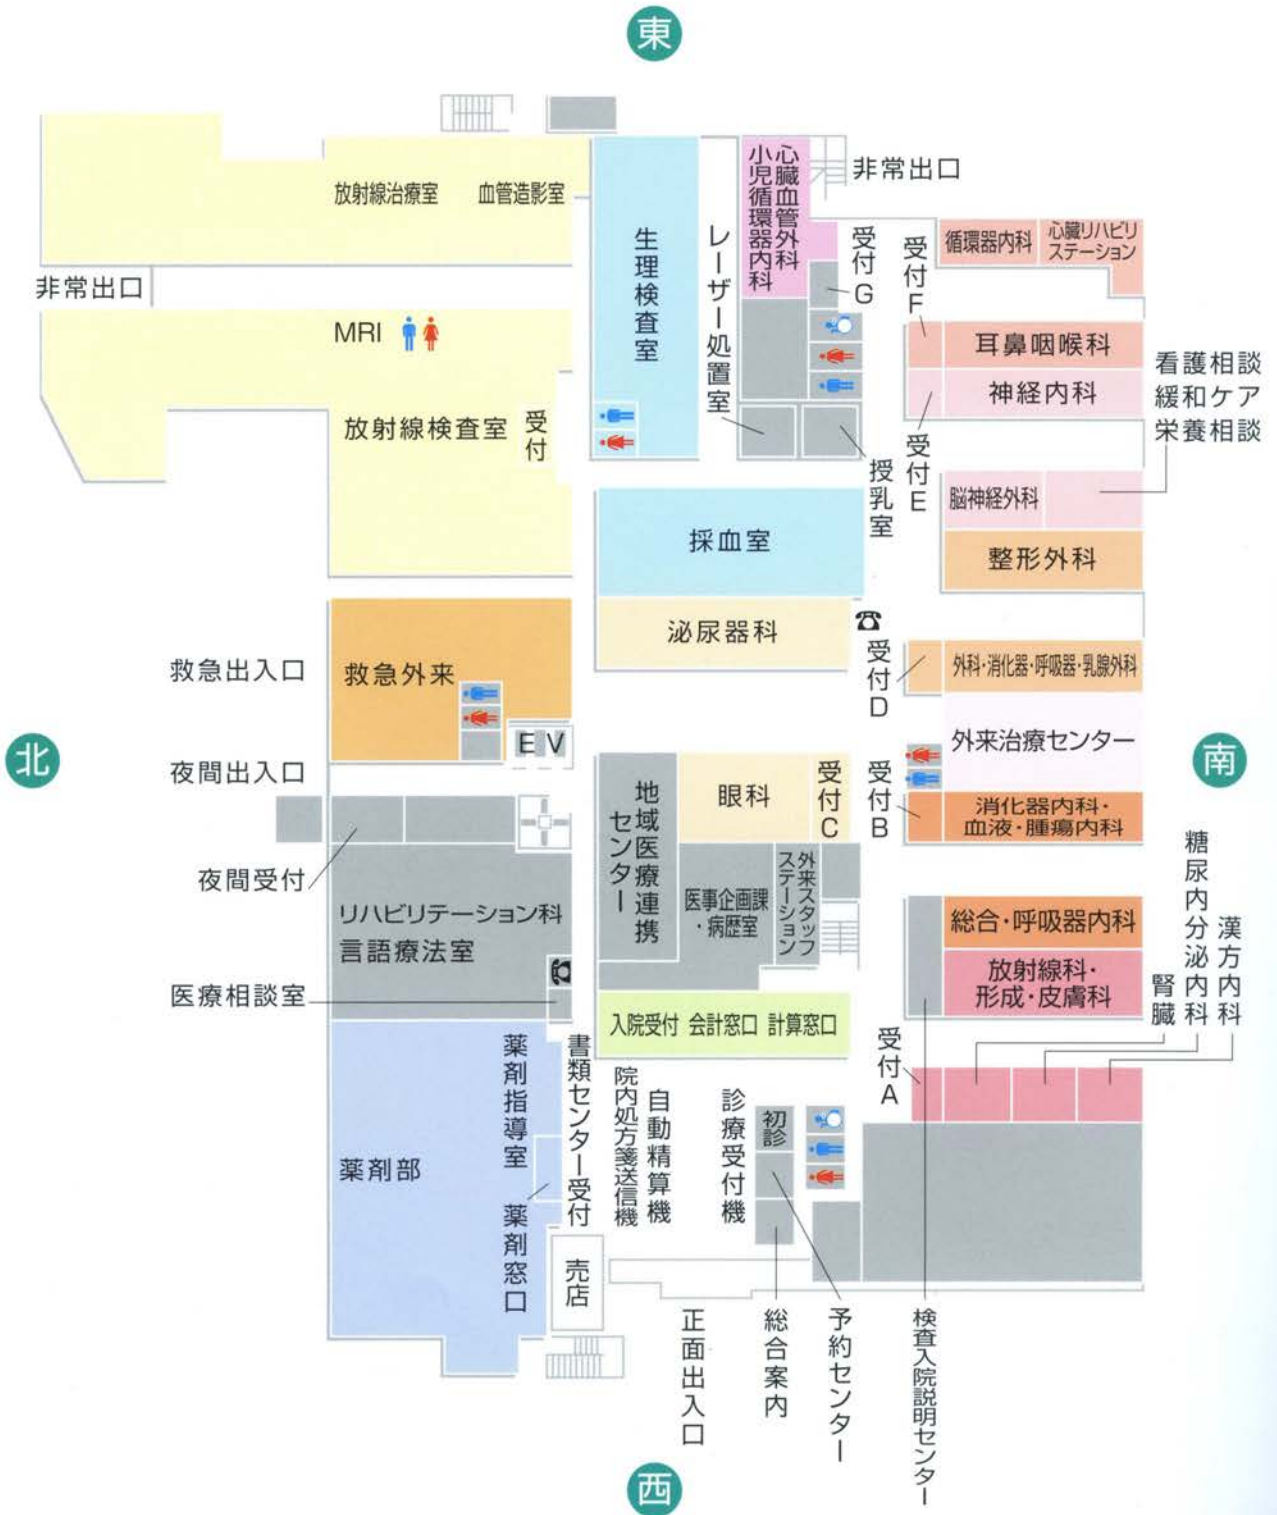 東
放射線治療室
血管造影室
非常出口
MRI
放射線検査室
受付
生理検査室
レーザー処置室
心臓血管外科
小児循環器内科
非常出口
受付G
受付F
循環器内科
心臓リハビリ
ステーション
耳鼻咽喉科
神経内科
受付E
看護相談
緩和ケア
栄養相談
授乳室
脳神経外科
整形外科
採血室
泌尿器科
救急出入口
救急外来
EV
受付D
外科・消化器・呼吸器・乳腺外科
外来治療センター
北
南
夜間出入口
地域医療連携
センター
眼科
受付C
受付B
消化器内科・
血液・腫瘍内科
夜間受付
リハビリテーション科
言語療法室
医事企画課
・病歴室
外来スタッフ
ステーション
総合・呼吸器内科
放射線科・
形成・皮膚科
漢方内科
糖尿内分泌内科
腎臓
医療相談室
入院受付
会計窓口
計算窓口
受付A
薬剤部
薬剤指導室
薬剤窓口
書類センター受付
院内処方箋送信機
自動精算機
診療受付機
初診
売店
正面出入口
総合案内
予約センター
検査入院説明センター
西